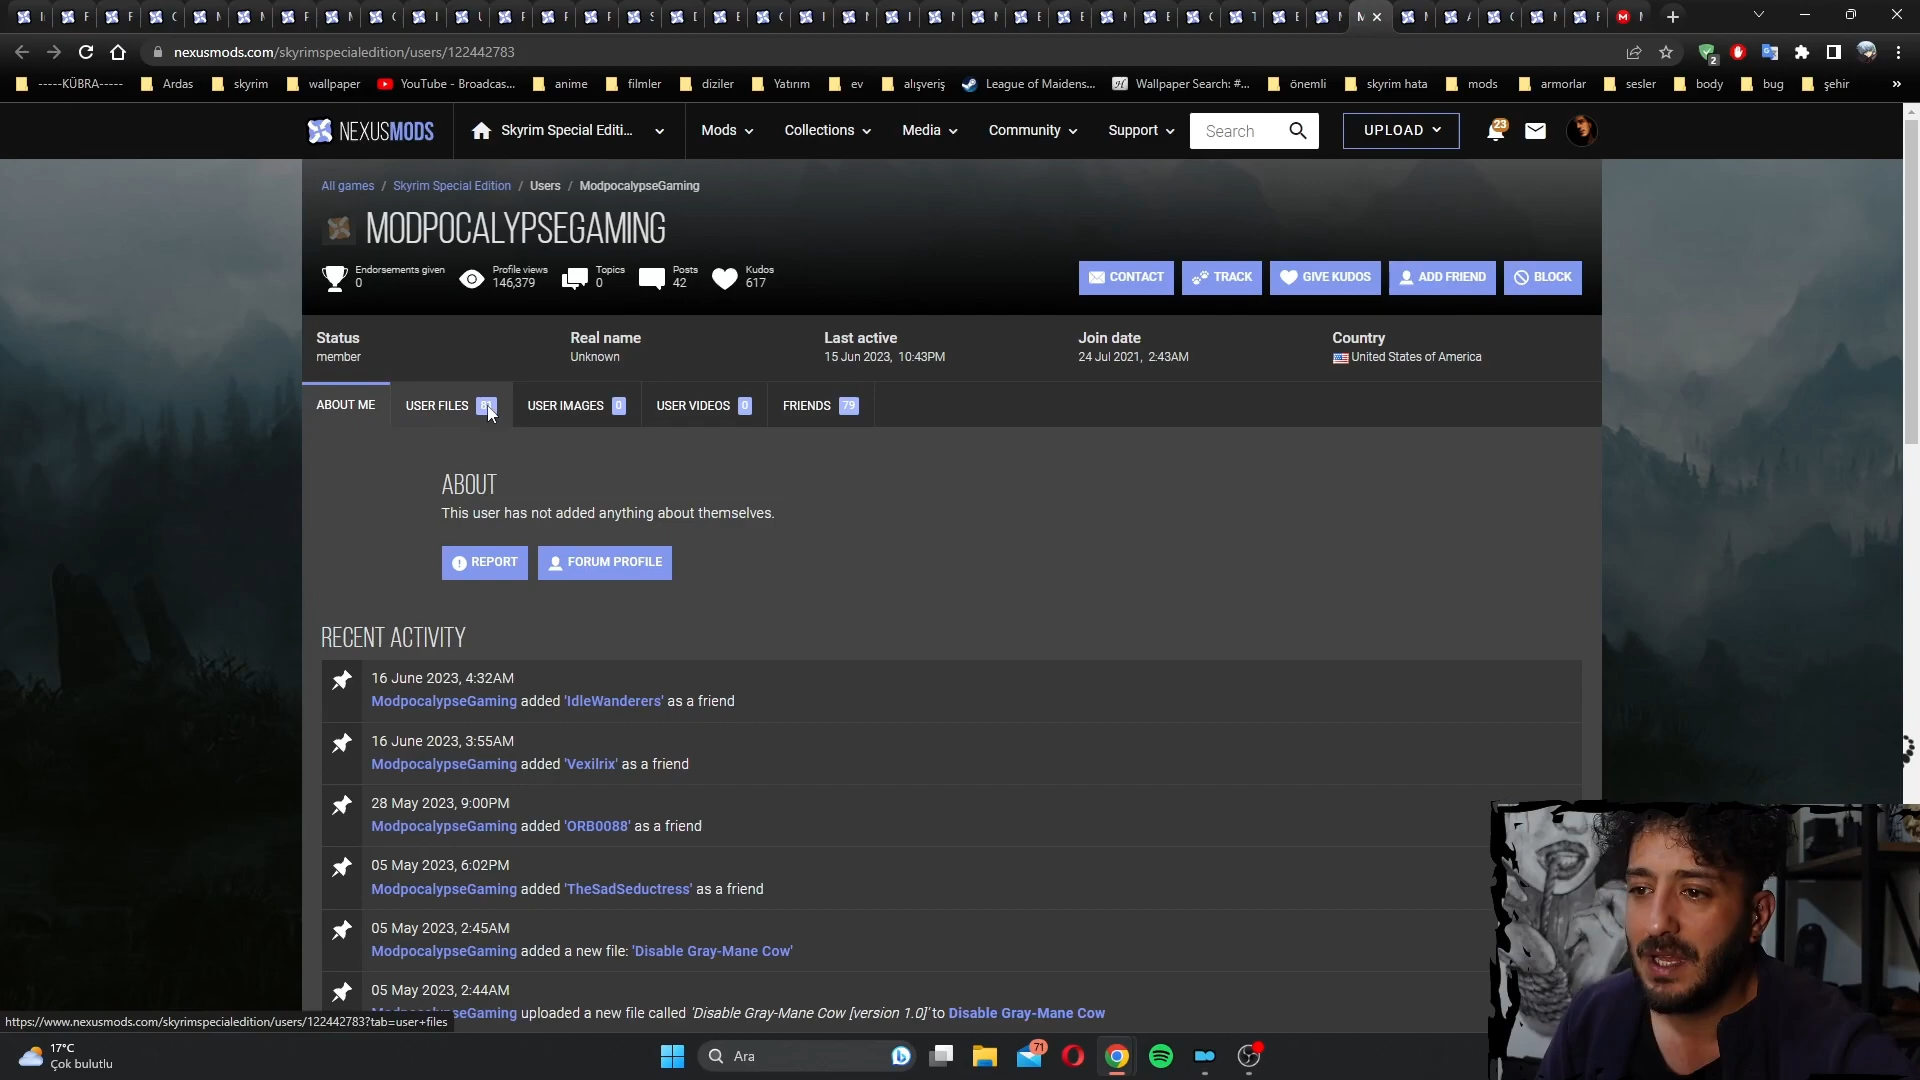 nexusmods.com/skyrimspecialedition/users/122442783
2
-----KÜBRA-----
Ardas
skyrim
wallpaper
YouTube - Broadcas...
anime
filmler
diziler
Yatırım
ev
alışveriş
League of Maidens...
Wallpaper Search: #...
önemli
skyrim hata
mods
armorlar
sesler
body
bug
şehir
»
NEXUSMODS
Skyrim Special Editi...
Mods
Collections
Media
Community
Support
Search
UPLOAD
23
All games / Skyrim Special Edition / Users / ModpocalypseGaming
MODPOCALYPSEGAMING
Endorsements given
0
Profile views
146,379
Topics
0
Posts
42
Kudos
617
CONTACT
TRACK
GIVE KUDOS
ADD FRIEND
BLOCK
Status
member
Real name
Unknown
Last active
15 Jun 2023, 10:43PM
Join date
24 Jul 2021, 2:43AM
Country
United States of America
ABOUT ME
USER FILES
USER IMAGES 0
USER VIDEOS 0
FRIENDS 79
ABOUT
This user has not added anything about themselves.
REPORT
FORUM PROFILE
RECENT ACTIVITY
16 June 2023, 4:32AM
ModpocalypseGaming added 'IdleWanderers' as a friend
16 June 2023, 3:55AM
ModpocalypseGaming added 'Vexilrix' as a friend
28 May 2023, 9:00PM
ModpocalypseGaming added 'ORB0088' as a friend
05 May 2023, 6:02PM
ModpocalypseGaming added 'TheSadSeductress' as a friend
05 May 2023, 2:45AM
ModpocalypseGaming added a new file: 'Disable Gray-Mane Cow'
05 May 2023, 2:44AM
uploaded a new file called 'Disable Gray-Mane Cow [version 1.0]' to Disable Gray-Mane Cow
https://www.nexusmods.com/skyrimspecialedition/users/122442783?tab=user+files
17°C
Çok bulutlu
Ara
71